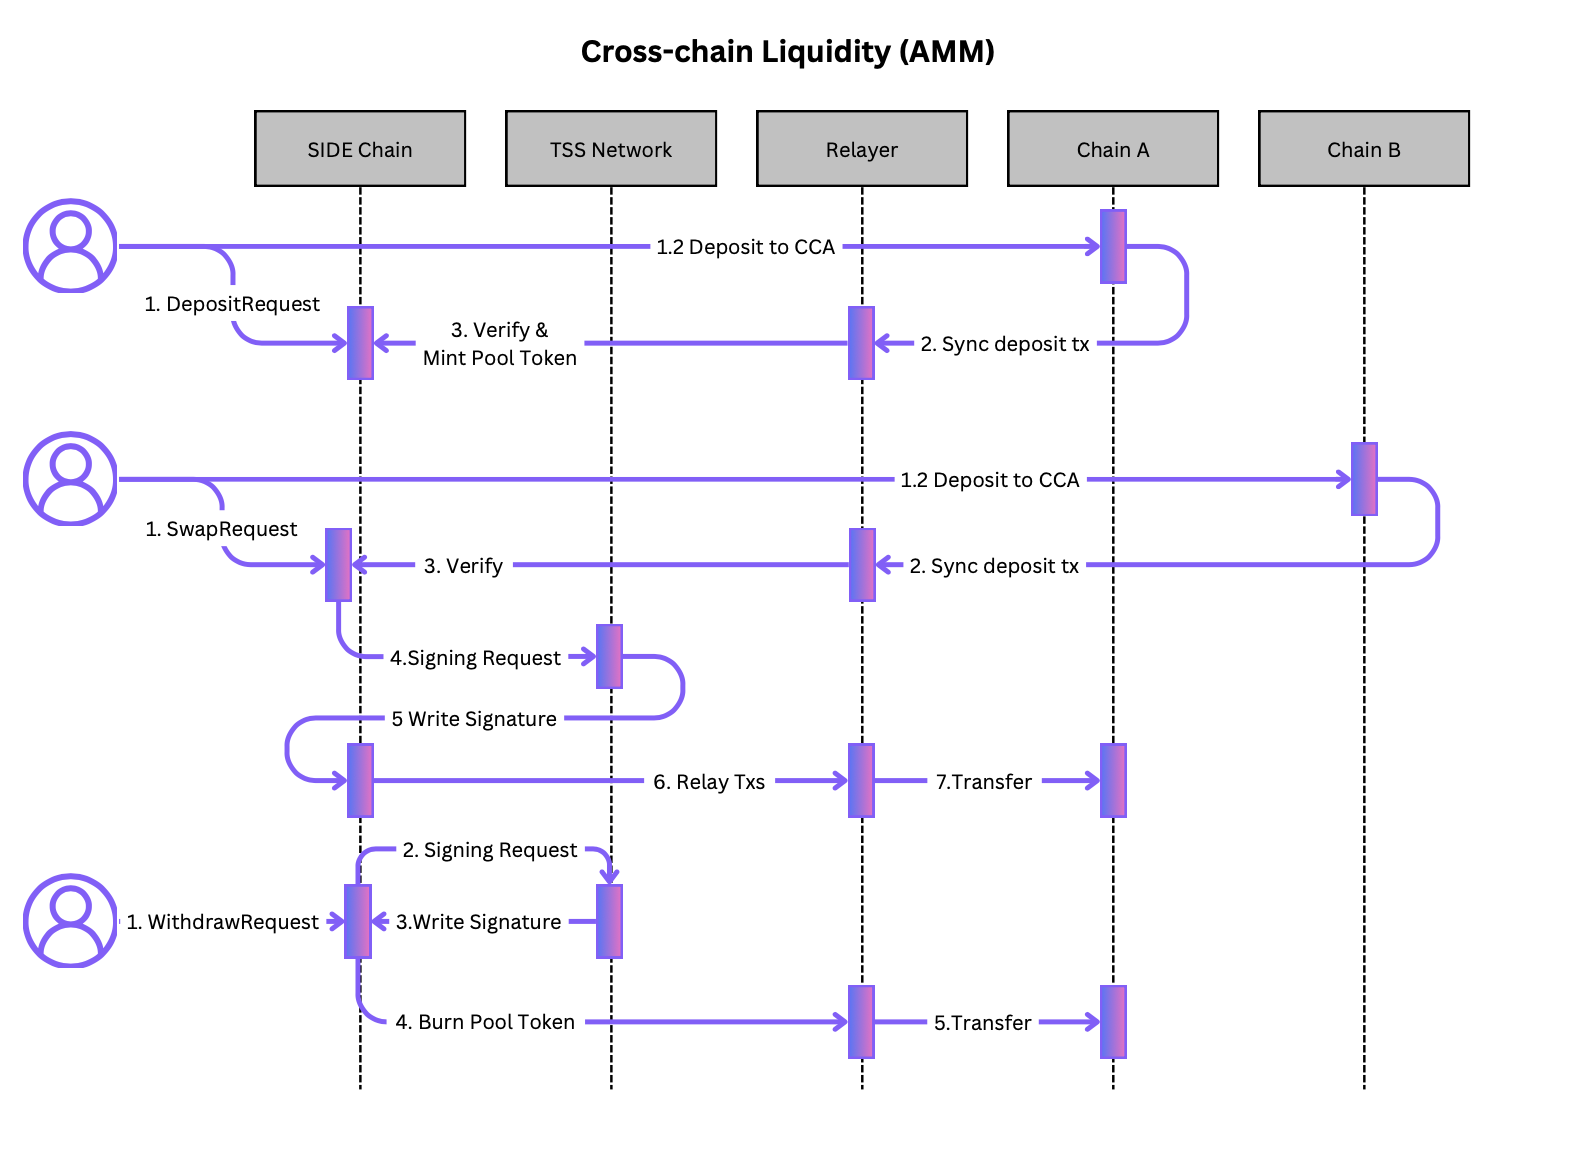 Cross-chain Liquidity (AMM)
SIDE Chain
TSS Network
Relayer
Chain A
Chain B
1.2 Deposit to CCA
1. DepositRequest
3. Verify &
Mint Pool Token
2. Sync deposit tx
1.2 Deposit to CCA
1. SwapRequest
3. Verify
2. Sync deposit tx
4.Signing Request
5 Write Signature
6. Relay Txs
7.Transfer
2. Signing Request
1. WithdrawRequest
3.Write Signature
4. Burn Pool Token
5.Transfer